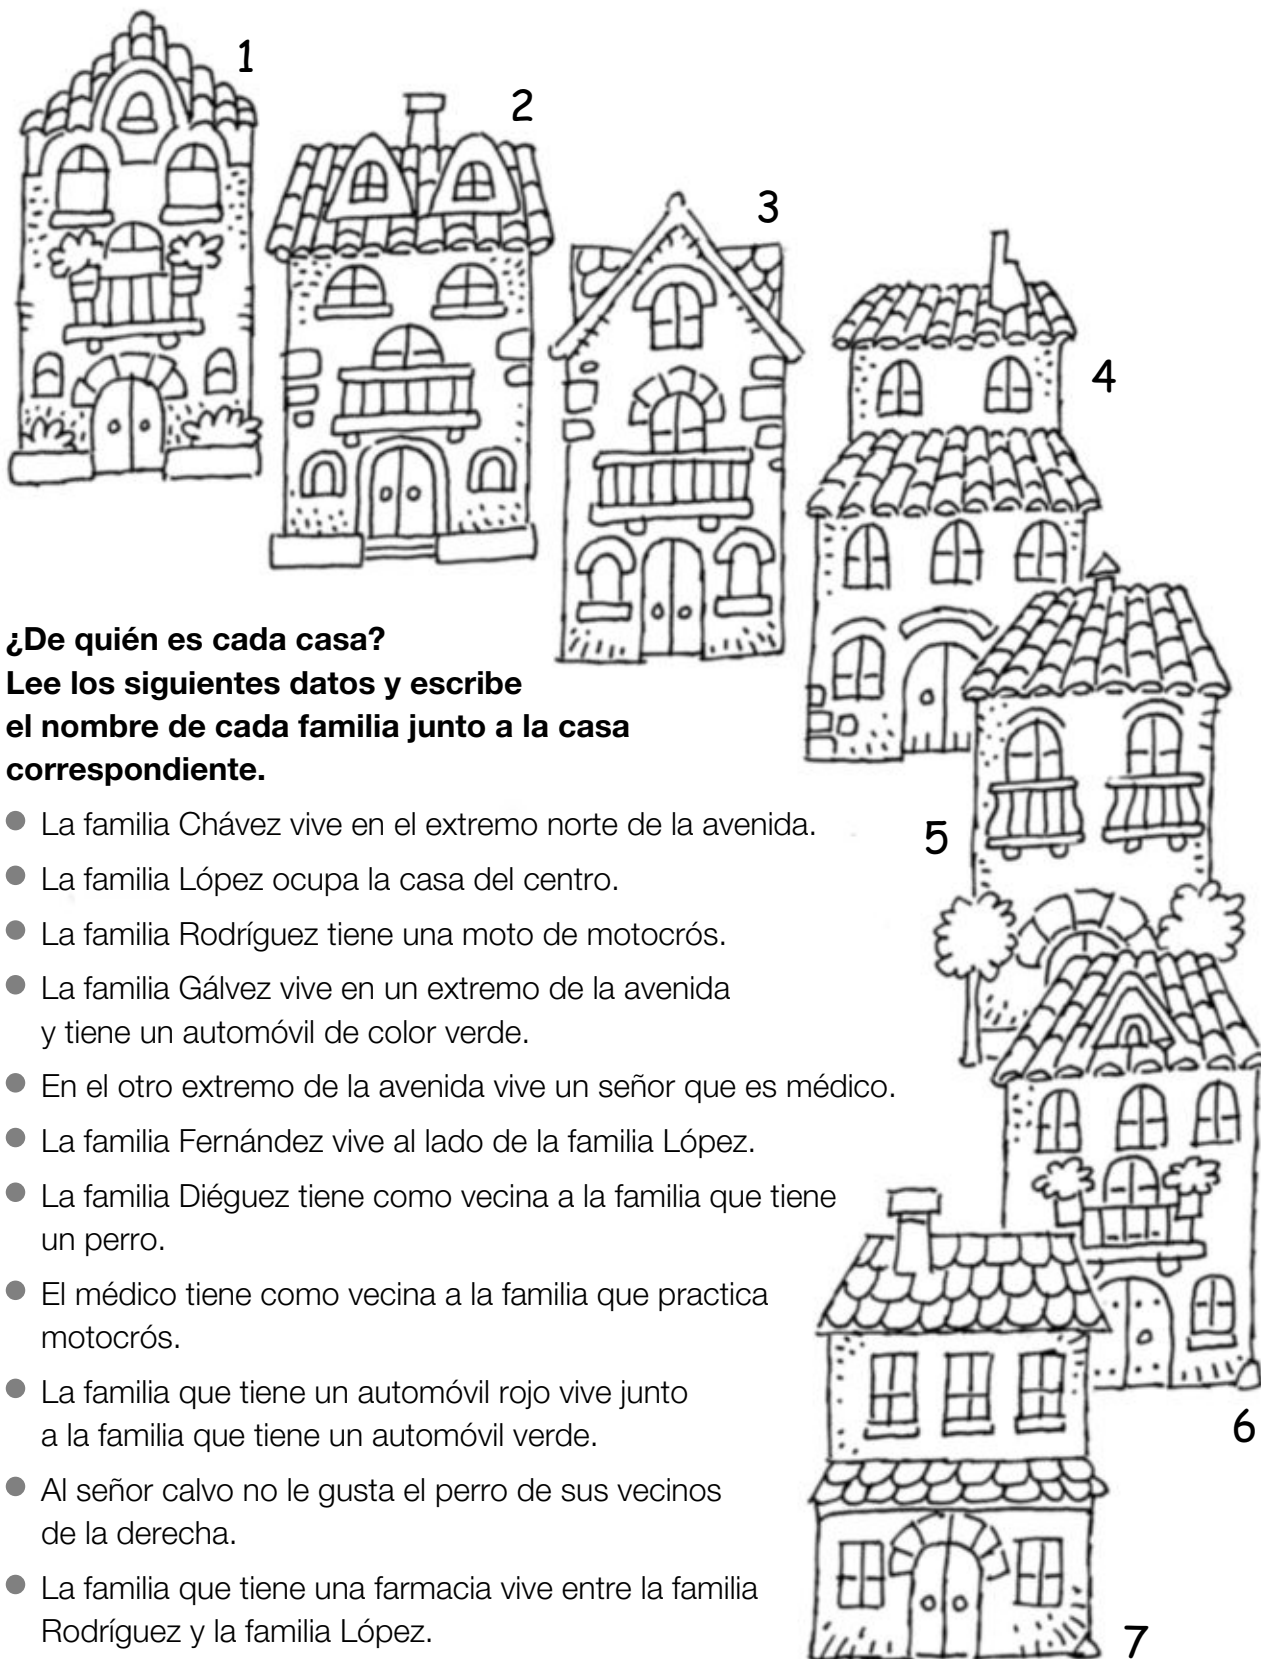 1
2
3
4
¿De quién es cada casa?
Lee los siguientes datos y escribe
el nombre de cada familia junto a la casa
correspondiente.
● La familia Chávez vive en el extremo norte de la avenida.
5
● La familia López ocupa la casa del centro.
● La familia Rodríguez tiene una moto de motocrós.
● La familia Gálvez vive en un extremo de la avenida
y tiene un automóvil de color verde.
● En el otro extremo de la avenida vive un señor que es médico.
● La familia Fernández vive al lado de la familia López.
● La familia Diéguez tiene como vecina a la familia que tiene
un perro.
● El médico tiene como vecina a la familia que practica
motocrós.
● La familia que tiene un automóvil rojo vive junto
a la familia que tiene un automóvil verde.
6
● Al señor calvo no le gusta el perro de sus vecinos
de la derecha.
● La familia que tiene una farmacia vive entre la familia
Rodríguez y la familia López.
7